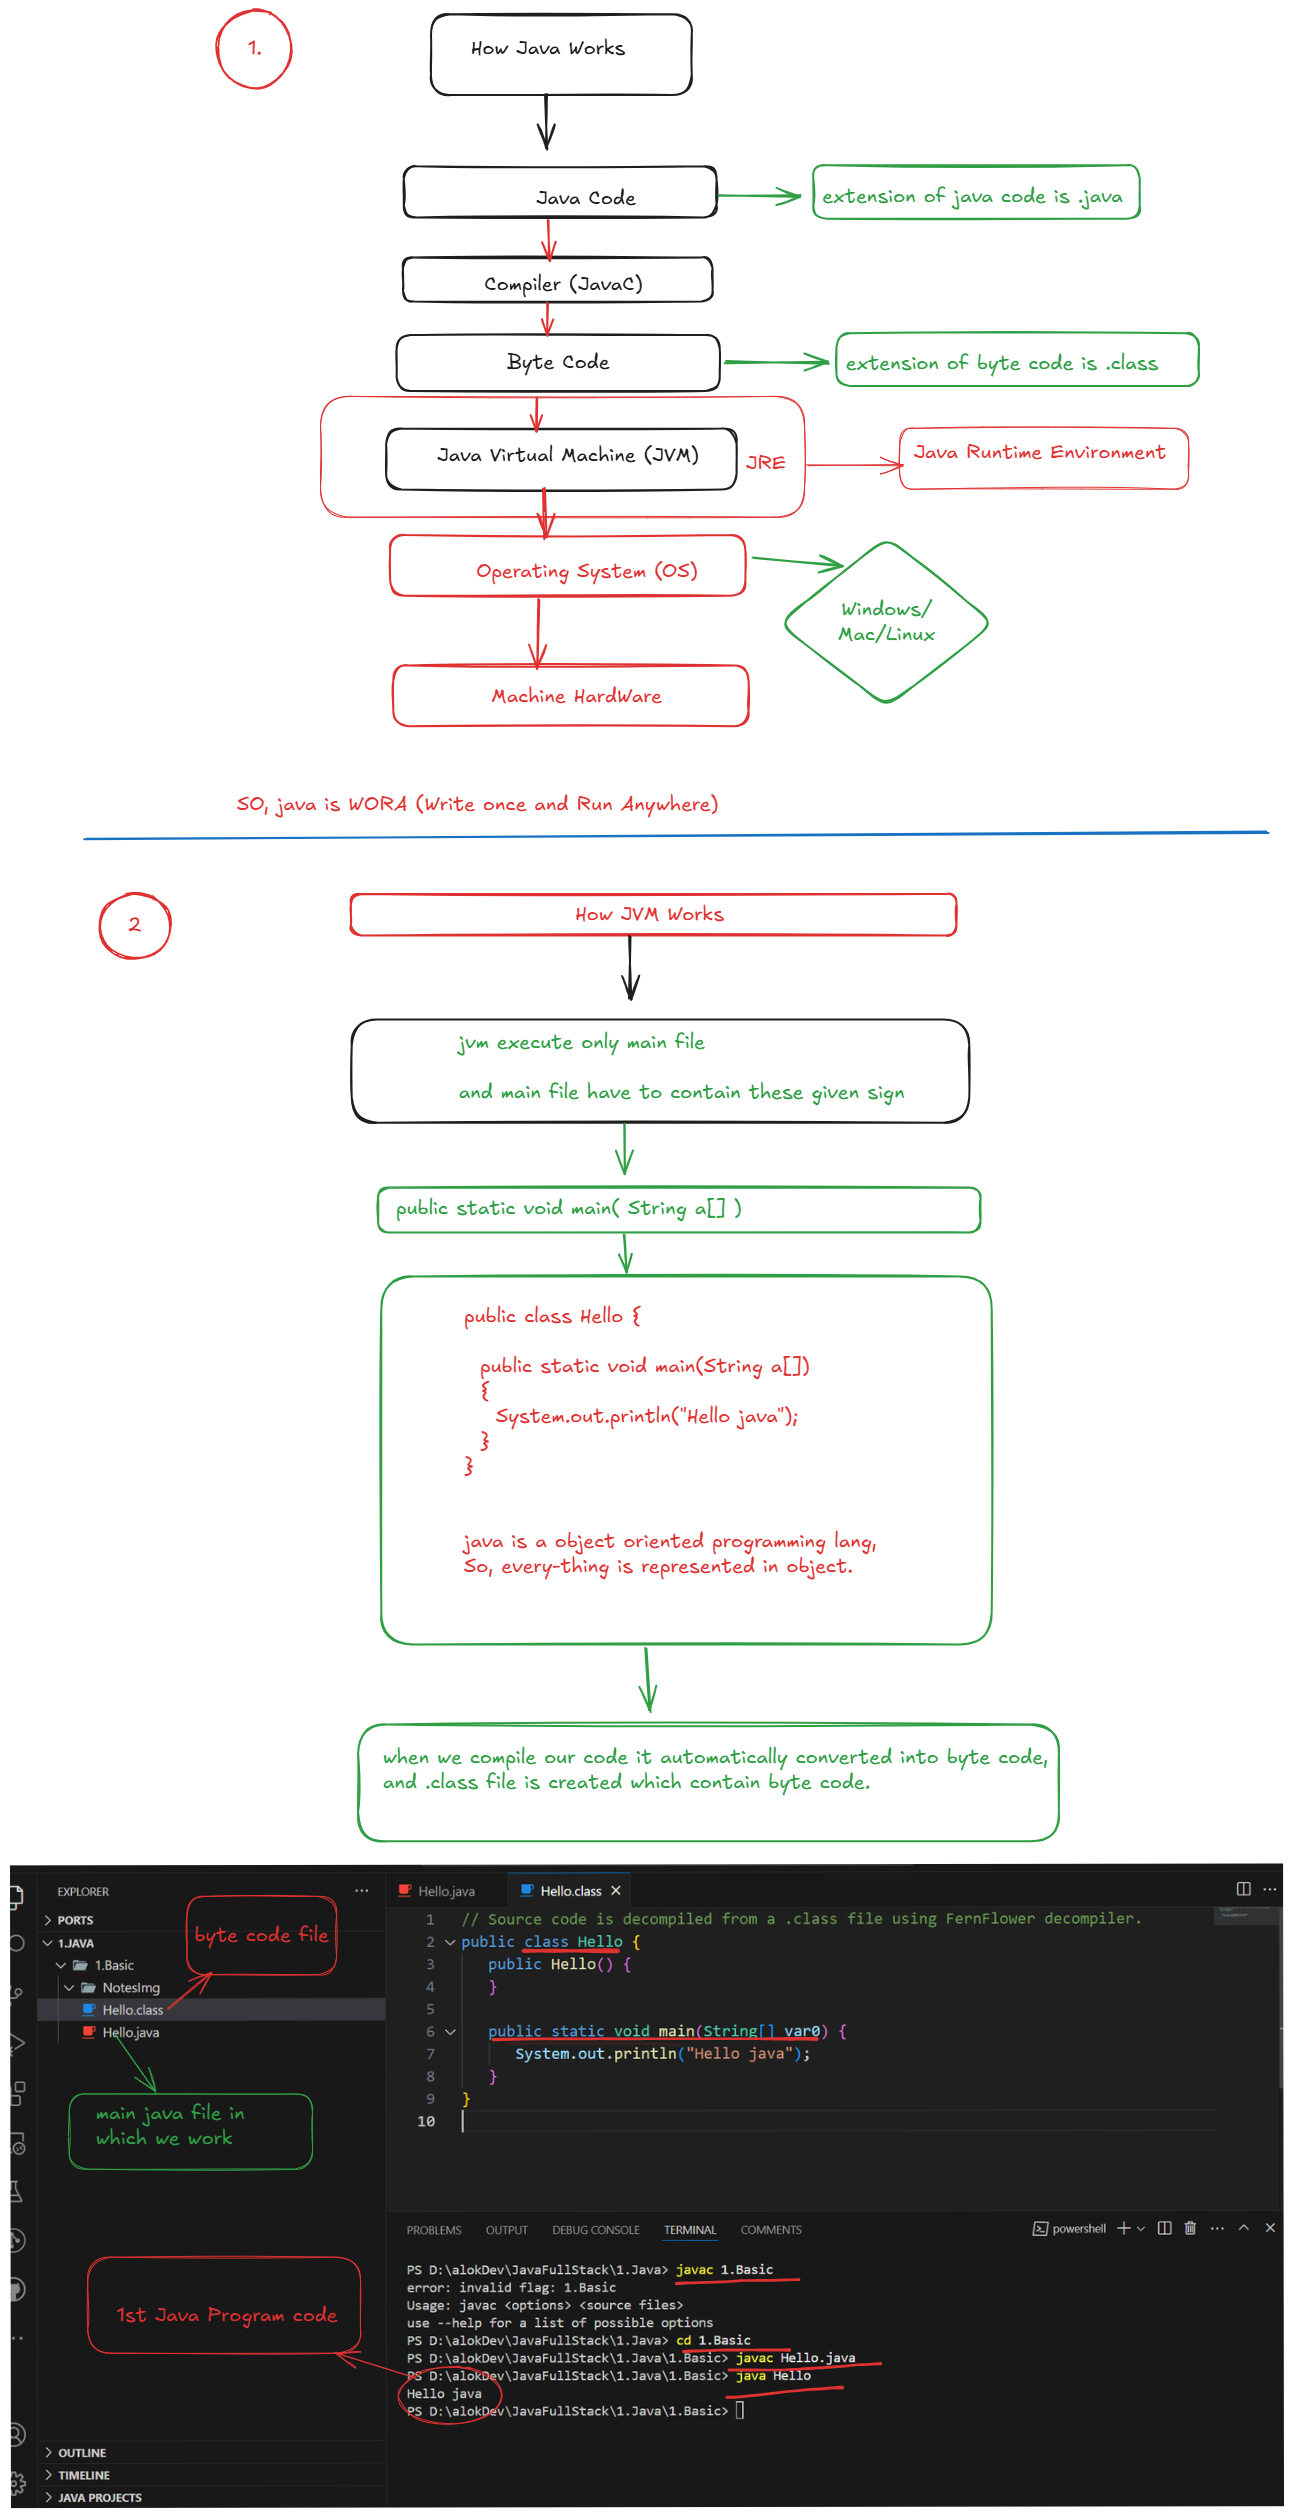 1.
How Java Works
Java Code
extension of java code is .java
Compiler (JavaC)
Byte Code
extension of byte code is .class
Java Virtual Machine (JVM)
JRE
Java Runtime Environment
Operating System (OS)
Windows/
Mac/Linux
Machine HardWare
SO, java is WORA (Write once and Run Anywhere)
2
How JVM Works
jvm execute only main file
and main file have to contain these given sign
public static void main( String a[] )
public class Hello {
public static void main(String a[])
{
System.out.println("Hello java");
}
}
java is a object oriented programming lang,
So, every-thing is represented in object.
when we compile our code it automatically converted into byte code,
and .class file is created which contain byte code.
EXPLORER
PORTS
1.JAVA
1.Basic
NotesImg
Hello.class
Hello.java
byte code file
main java file in
which we work
1st Java Program code
OUTLINE
TIMELINE
JAVA PROJECTS
Hello.java
Hello.class
1 // Source code is decompiled from a .class file using FernFlower decompiler.
2 public class Hello {
3 public Hello() {
4 }
5
6 public static void main(String[] var0) {
7 System.out.println("Hello java");
8 }
9 }
10
PROBLEMS OUTPUT DEBUG CONSOLE TERMINAL COMMENTS
powershell
PS D:\alokDev\JavaFullStack\1.Java> javac 1.Basic
error: invalid flag: 1.Basic
Usage: javac <options> <source files>
use --help for a list of possible options
PS D:\alokDev\JavaFullStack\1.Java> cd 1.Basic
PS D:\alokDev\JavaFullStack\1.Java\1.Basic> javac Hello.java
PS D:\alokDev\JavaFullStack\1.Java\1.Basic> java Hello
Hello java
PS D:\alokDev\JavaFullStack\1.Java\1.Basic>